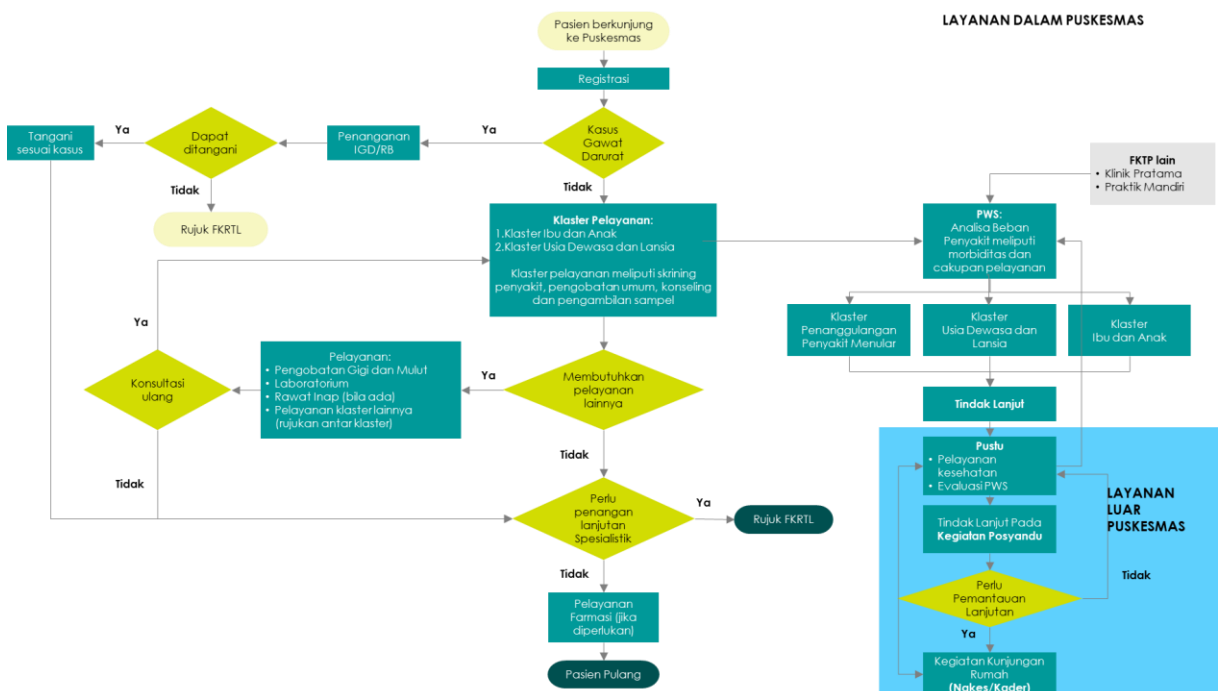 LAYANAN DALAM PUSKESMAS
Pasien berkunjung
ke Puskesmas
Registrasi
Kasus
Gawat
Darurat
Ya
Penanganan
IGD/RB
Dapat
ditangani
Ya
Tangani
sesuai kasus
Tidak
Rujuk FKRTL
Tidak
Klaster Pelayanan:
1.Klaster Ibu dan Anak
2.Klaster Usia Dewasa dan Lansia
Klaster pelayanan meliputi skrining
penyakit, pengobatan umum, konseling
dan pengambilan sampel
Membutuhkan
pelayanan
lainnya
Ya
Pelayanan:
• Pengobatan Gigi dan Mulut
• Laboratorium
• Rawat Inap (bila ada)
• Pelayanan klaster lainnya
(rujukan antar klaster)
Konsultasi
ulang
Ya
Tidak
Tidak
Perlu
penangan
lanjutan
Spesialistik
Ya
Rujuk FKRTL
Tidak
Pelayanan
Farmasi (jika
diperlukan)
Pasien Pulang
FKTP lain
• Klinik Pratama
• Praktik Mandiri
PWS:
Analisa Beban
Penyakit meliputi
morbiditas dan
cakupan pelayanan
Klaster
Penanggulangan
Penyakit Menular
Klaster
Usia Dewasa dan
Lansia
Klaster
Ibu dan Anak
Tindak Lanjut
Pustu
• Pelayanan
kesehatan
• Evaluasi PWS
LAYANAN
LUAR
PUSKESMAS
Tindak Lanjut Pada
Kegiatan Posyandu
Perlu
Pemantauan
Lanjutan
Tidak
Ya
Kegiatan Kunjungan
Rumah
(Nakes/Kader)